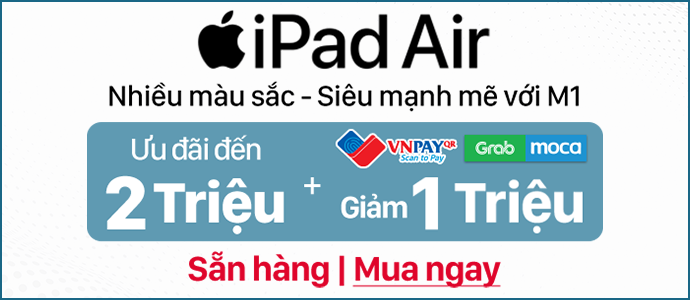 iPad Air
Nhiều màu sắc - Siêu mạnh mẽ với M1
Ưu đãi đến
2 Triệu
+
VNPAYQR
Scan to Pay
Grab moca
Giảm 1 Triệu
Sẵn hàng | Mua ngay